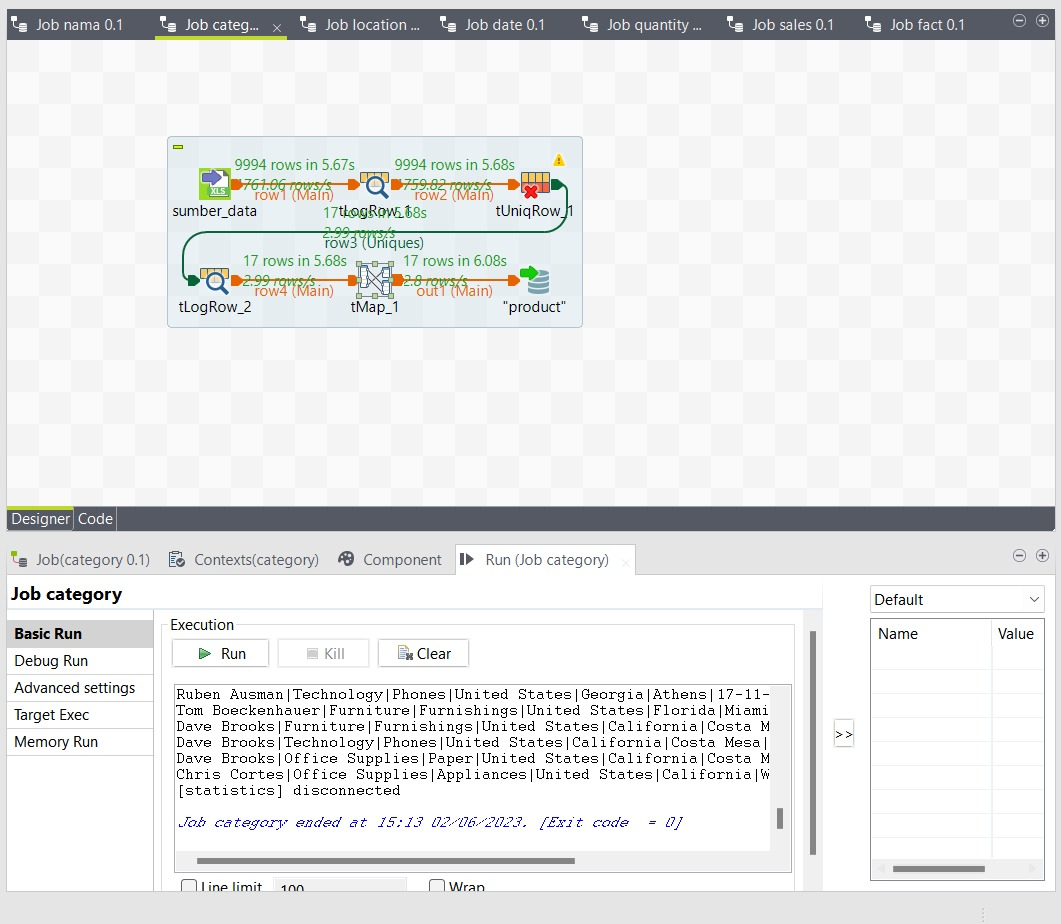 Job nama 0.1
Job categ...
Job location ...
Job date 0.1
Job quantity ...
Job sales 0.1
Job fact 0.1
9994 rows in 5.67s
9994 rows in 5.68s
1761.06 rows/s
1759.82 rows/s
XLS
row1 (Main)
row2 (Main)
sumber_data
tLogRow_1
tUniqRow_1
17 rows in 5.68s
2.99 rows/s
row3 (Uniques)
17 rows in 5.68s
17 rows in 6.08s
2.99 rows/s
2.8 rows/s
row4 (Main)
out1 (Main)
tLogRow_2
tMap_1
"product"
Designer
Code
Job(category 0.1)
Contexts(category)
Component
Run (Job category)
Job category
Default
Basic Run
Debug Run
Advanced settings
Target Exec
Memory Run
Execution
Run
Kill
Clear
Name
Value
Ruben Ausman|Technology|Phones|United States|Georgia|Athens|17-11-
Tom Boeckenhauer|Furniture|Furnishings|United States|Florida|Miami
Dave Brooks|Furniture|Furnishings|United States|California|Costa M
Dave Brooks|Technology|Phones|United States|California|Costa Mesa|
Dave Brooks|Office Supplies|Paper|United States|California|Costa M
Chris Cortes|Office Supplies|Appliances|United States|California|W
[statistics] disconnected
Job category ended at 15:13 02/06/2023. [Exit code  = 0]
>>
Line limit
100
Wrap